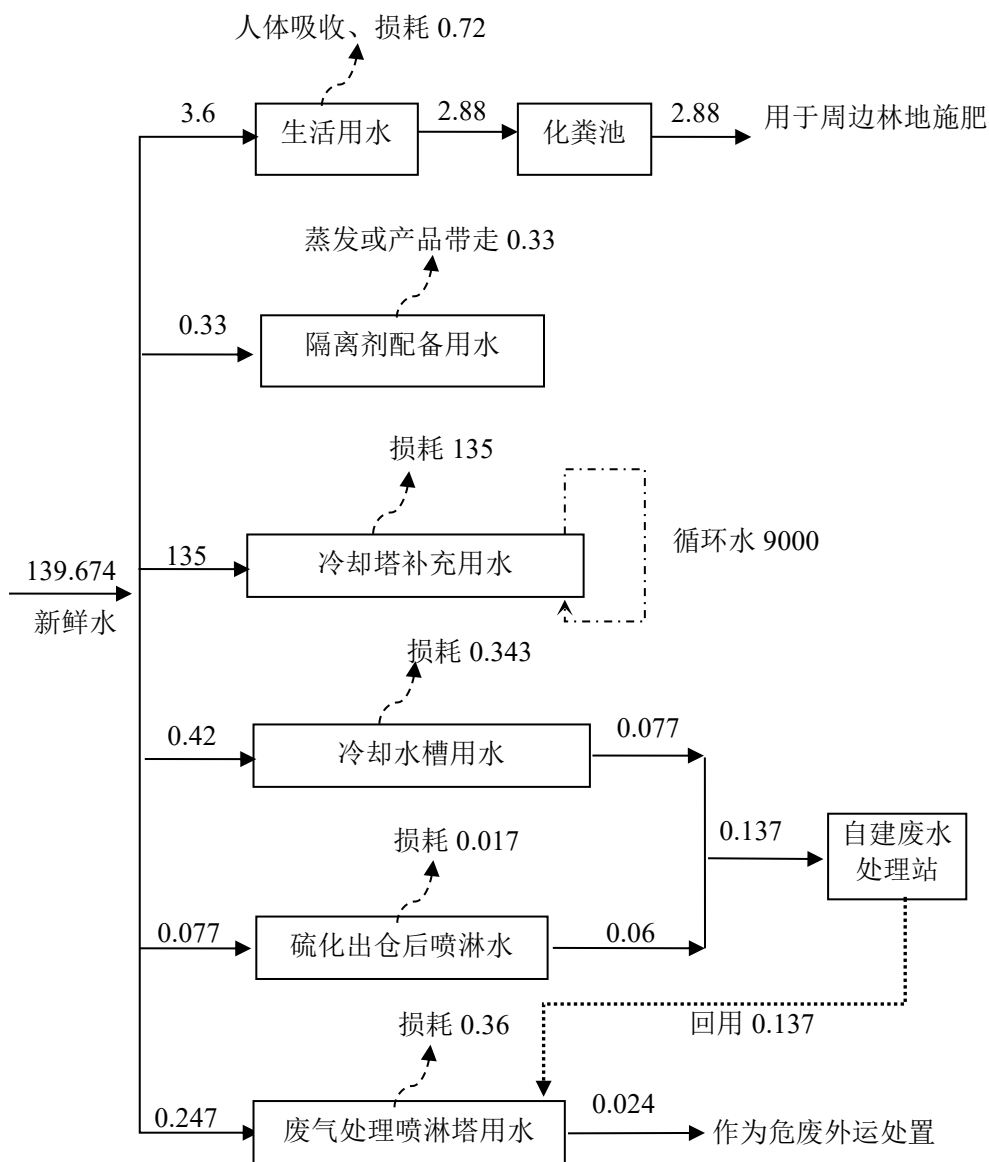 人体吸收、损耗 0.72
3.6
生活用水
2.88
化粪池
2.88
用于周边林地施肥
蒸发或产品带走 0.33
0.33
隔离剂配备用水
损耗 135
135
冷却塔补充用水
循环水 9000
139.674
新鲜水
损耗 0.343
0.42
冷却水槽用水
0.077
损耗 0.017
0.137
自建废水
处理站
0.077
硫化出仓后喷淋水
0.06
损耗 0.36
回用 0.137
0.247
废气处理喷淋塔用水
0.024
作为危废外运处置